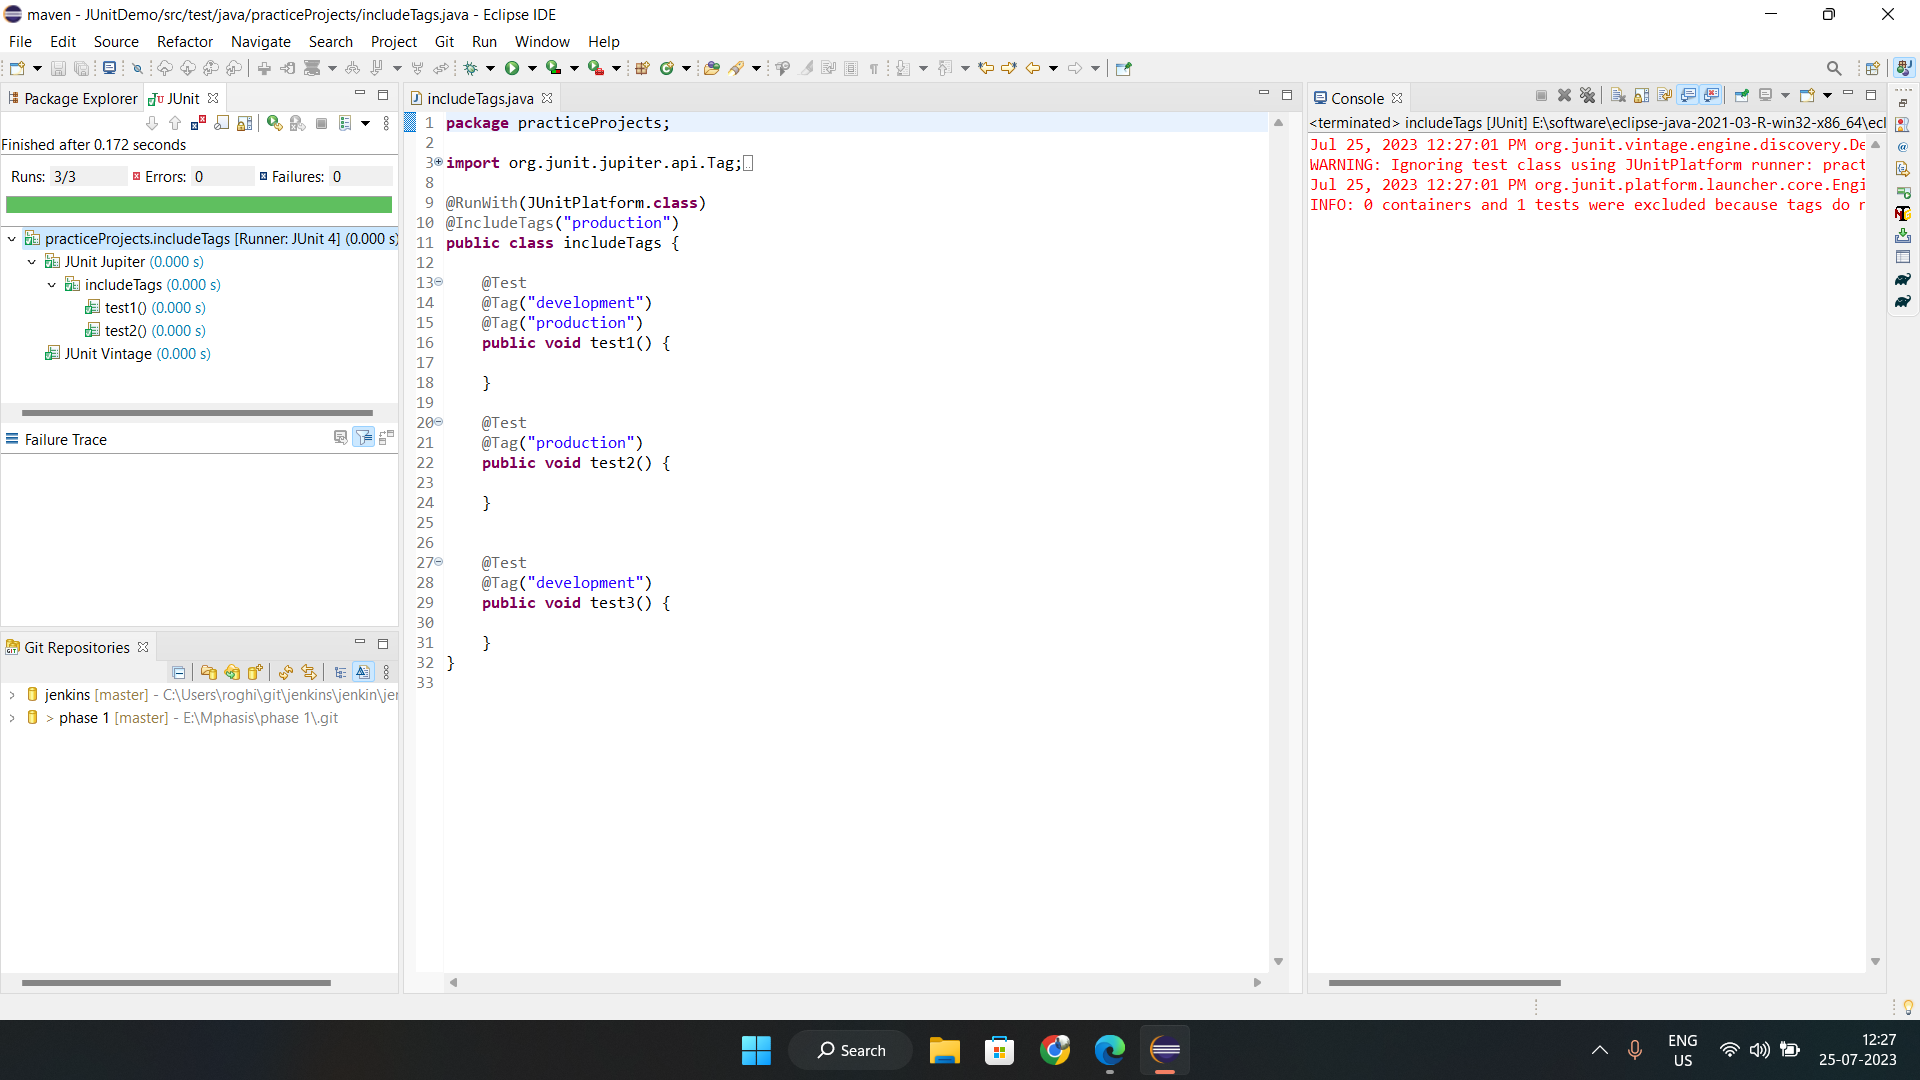 maven - JUnitDemo/src/test/java/practiceProjects/includeTags.java - Eclipse IDE
File Edit Source Refactor Navigate Search Project Git Run Window Help
Package Explorer JUnit
Finished after 0.172 seconds
Runs: 3/3 Errors: 0 Failures: 0
practiceProjects.includeTags [Runner: JUnit 4] (0.000 s)
JUnit Jupiter (0.000 s)
includeTags (0.000 s)
test1() (0.000 s)
test2() (0.000 s)
JUnit Vintage (0.000 s)
Failure Trace
Git Repositories
jenkins [master] - C:\Users\roghi\git\jenkins\jenkin\jer
> phase 1 [master] - E:\Mphasis\phase 1\.git
includeTags.java
1 package practiceProjects;
2
3 import org.junit.jupiter.api.Tag;
8
9 @RunWith(JUnitPlatform.class)
10 @IncludeTags("production")
11 public class includeTags {
12
13 @Test
14 @Tag("development")
15 @Tag("production")
16 public void test1() {
17
18 }
19
20 @Test
21 @Tag("production")
22 public void test2() {
23
24 }
25
26
27 @Test
28 @Tag("development")
29 public void test3() {
30
31 }
32 }
33
Console
<terminated> includeTags [JUnit] E:\software\eclipse-java-2021-03-R-win32-x86_64\ecl
Jul 25, 2023 12:27:01 PM org.junit.vintage.engine.discovery.De
WARNING: Ignoring test class using JUnitPlatform runner: pract
Jul 25, 2023 12:27:01 PM org.junit.platform.launcher.core.Engi
INFO: 0 containers and 1 tests were excluded because tags do n
Search
ENG
US
12:27
25-07-2023